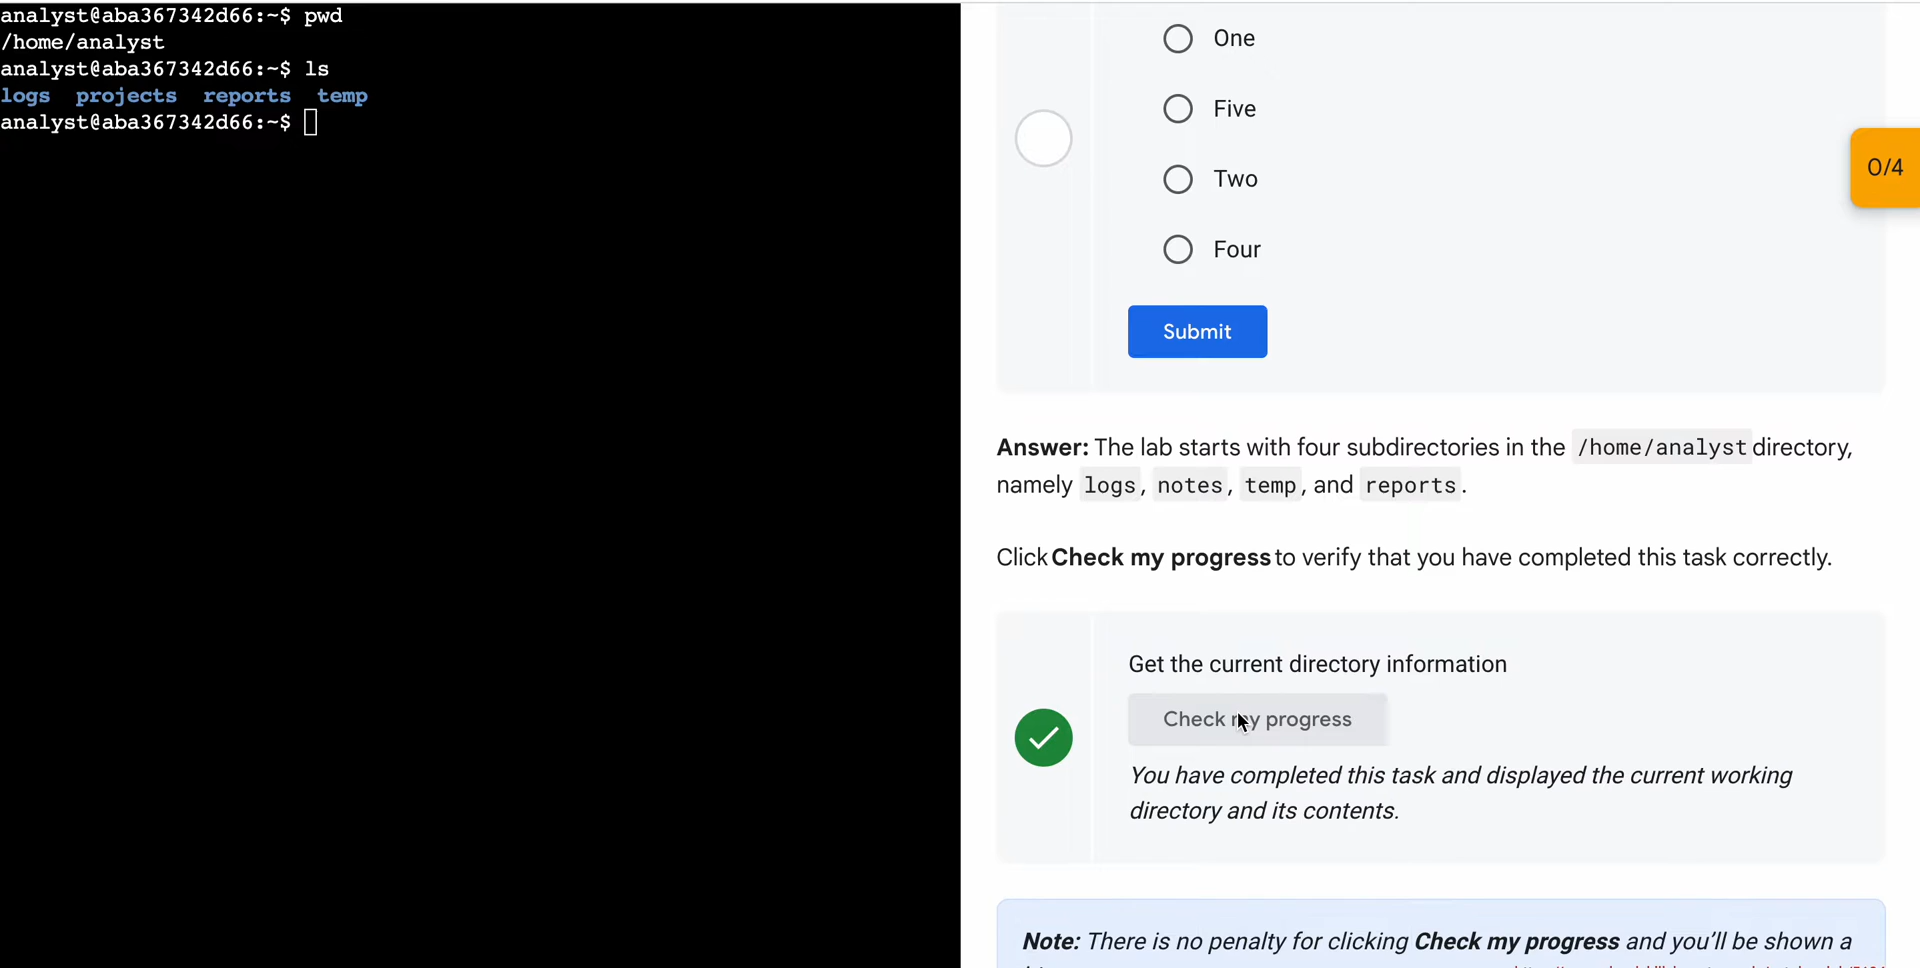 analyst@aba367342d66:~$ pwd
/home/analyst
analyst@aba367342d66:~$ ls
logs projects reports temp
analyst@aba367342d66:~$
One
Five
Two
Four
Submit
0/4
Answer: The lab starts with four subdirectories in the /home/analyst directory,
namely logs, notes, temp, and reports.
Click Check my progress to verify that you have completed this task correctly.
Get the current directory information
Check my progress
You have completed this task and displayed the current working
directory and its contents.
Note: There is no penalty for clicking Check my progress and you'll be shown a